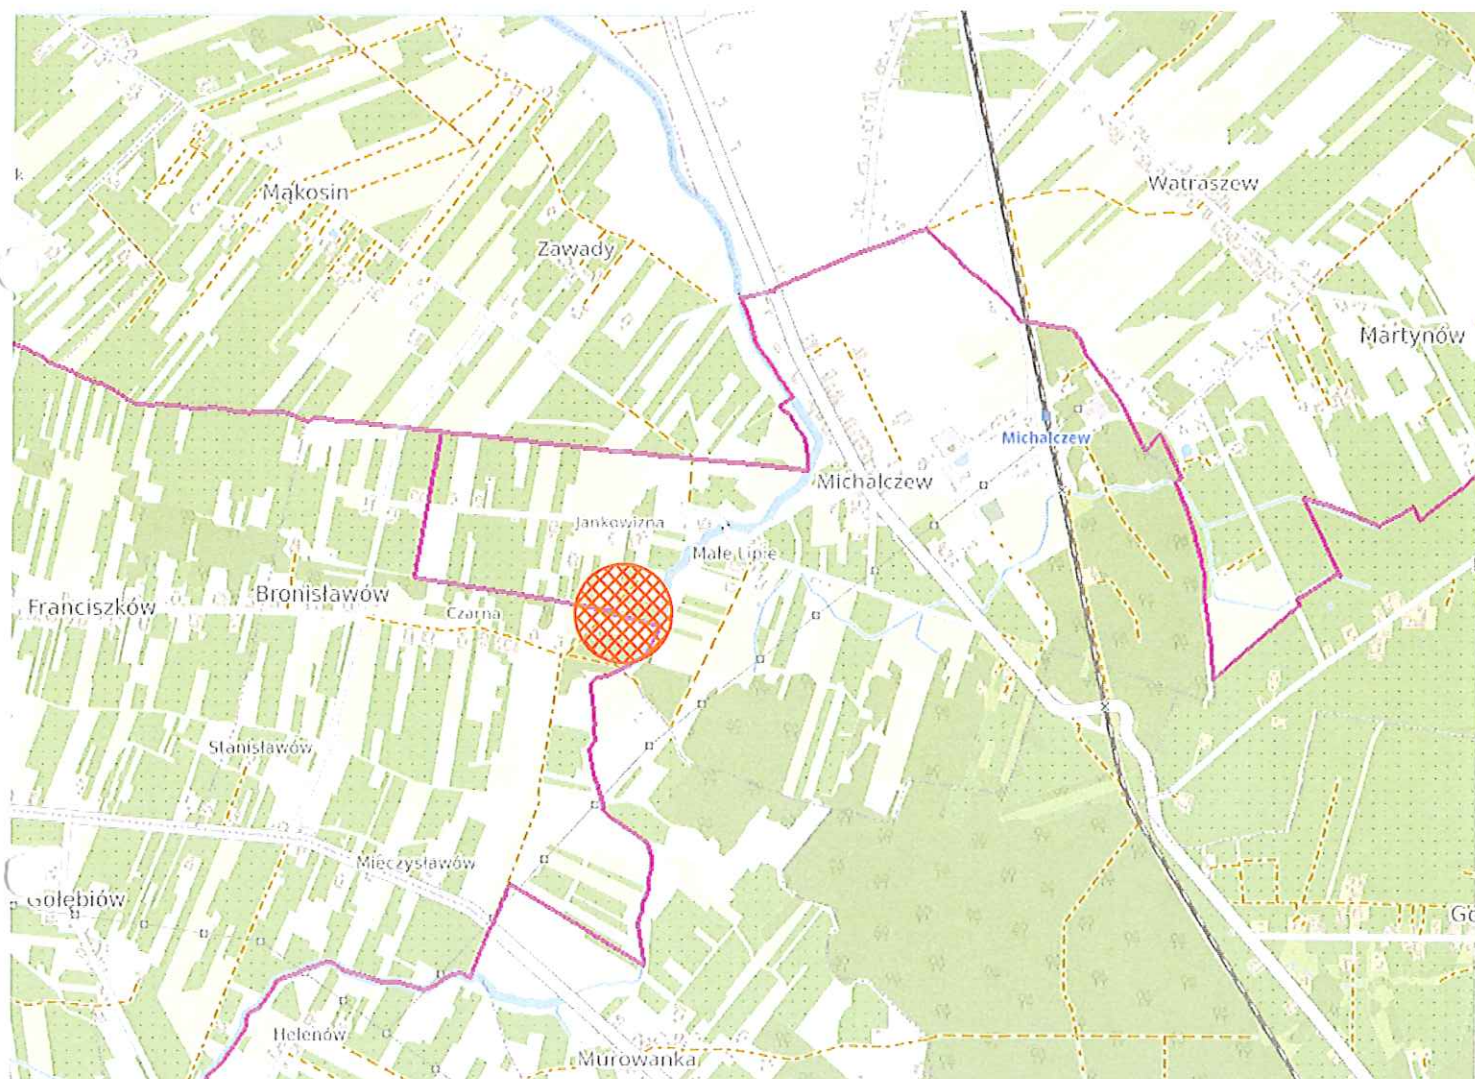 Mąkosin
Watraszew
Zawady
Martynów
Michalczew
Michalczew
Jankowizna
Małe Lipie
Bronisławów
Franciszków
Czarna
Stanisławów
Mieczysławów
Gołębiów
Helenów
Murowanka